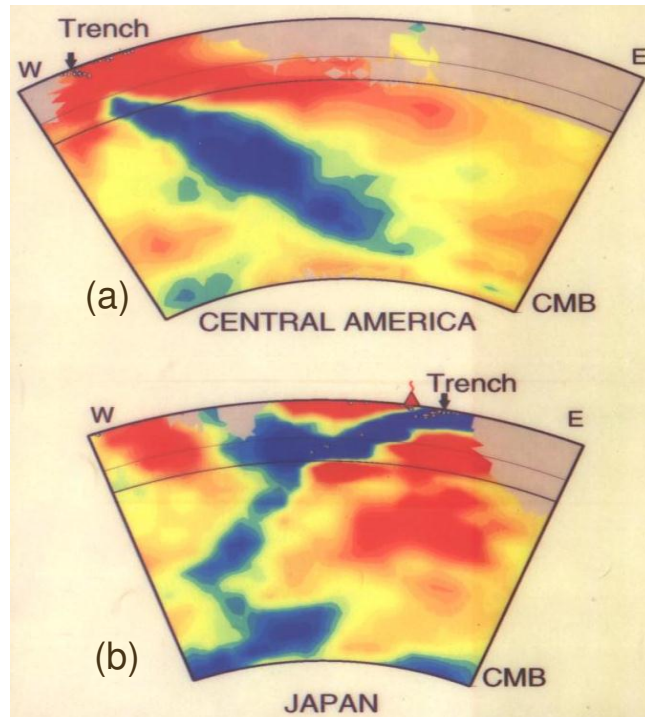 Trench
W
E
(a)
CMB
CENTRAL AMERICA
Trench
W
E
(b)
CMB
JAPAN